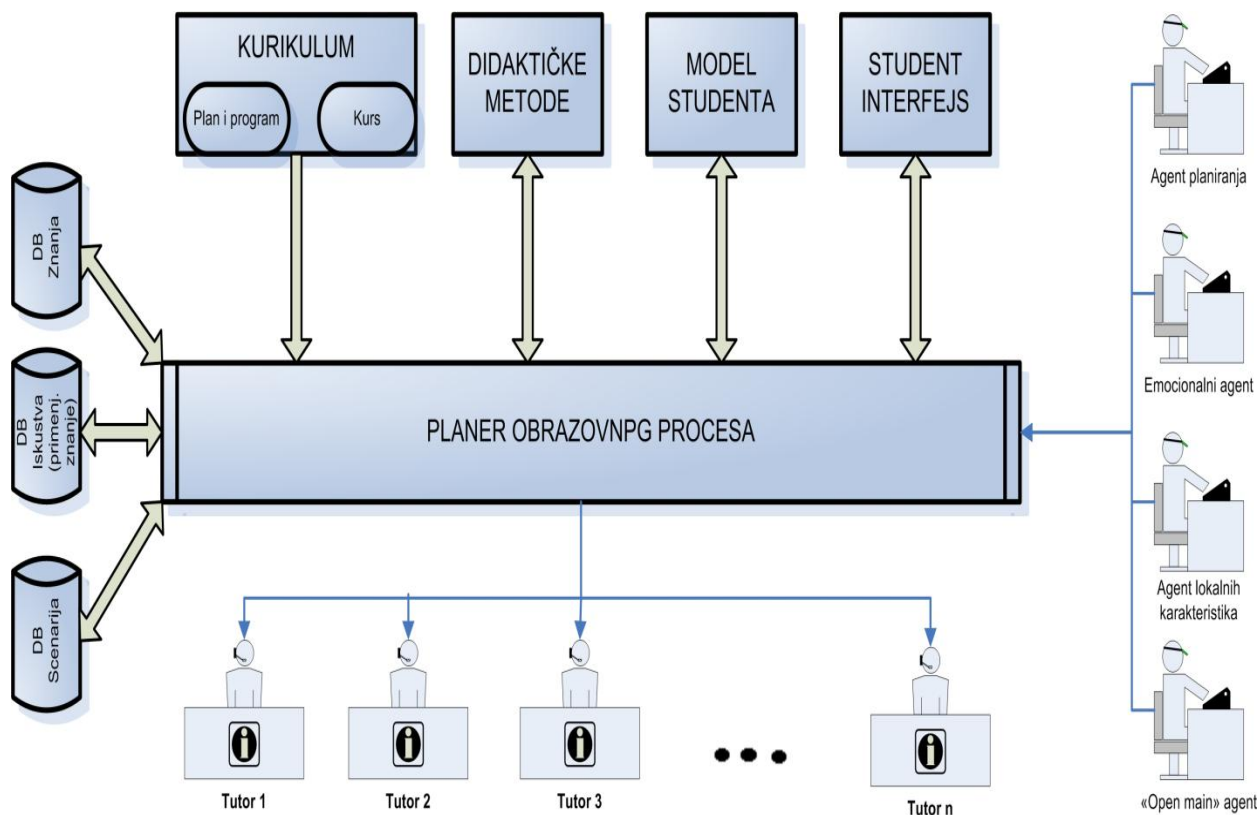 KURIKULUM
Plan i program
Kurs
DIDAKTIČKE
METODE
MODEL
STUDENTA
STUDENT
INTERFEJS
Agent planiranja
DB
Znanja
Emocionalni agent
DB
Iskustva
(primenj.
znanje)
PLANER OBRAZOVNPG PROCESA
Agent lokalnih
karakteristika
DB
Scenarija
Tutor 1
Tutor 2
Tutor 3
Tutor n
«Open main» agent